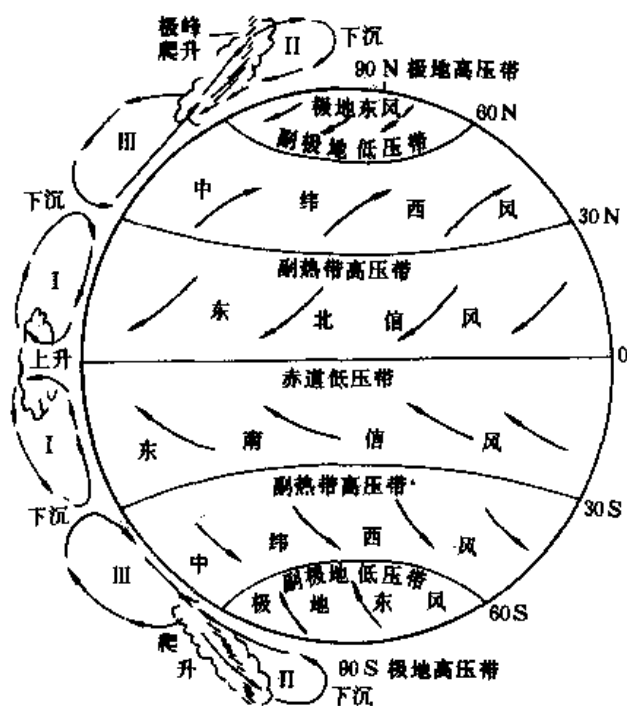 极峰
爬升
II
下沉
90 N 极地高压带
极地东风
60 N
副极地低压带
III
中 纬 西 风
下沉
30 N
副热带高压带
I
东 北 信 风
上升
0
赤道低压带
I
东 南 信 风
副热带高压带
下沉
30 S
中 纬 西 风
III
副极地低压带
极 地 东 风
60 S
爬
升
II
90 S 极地高压带
下沉